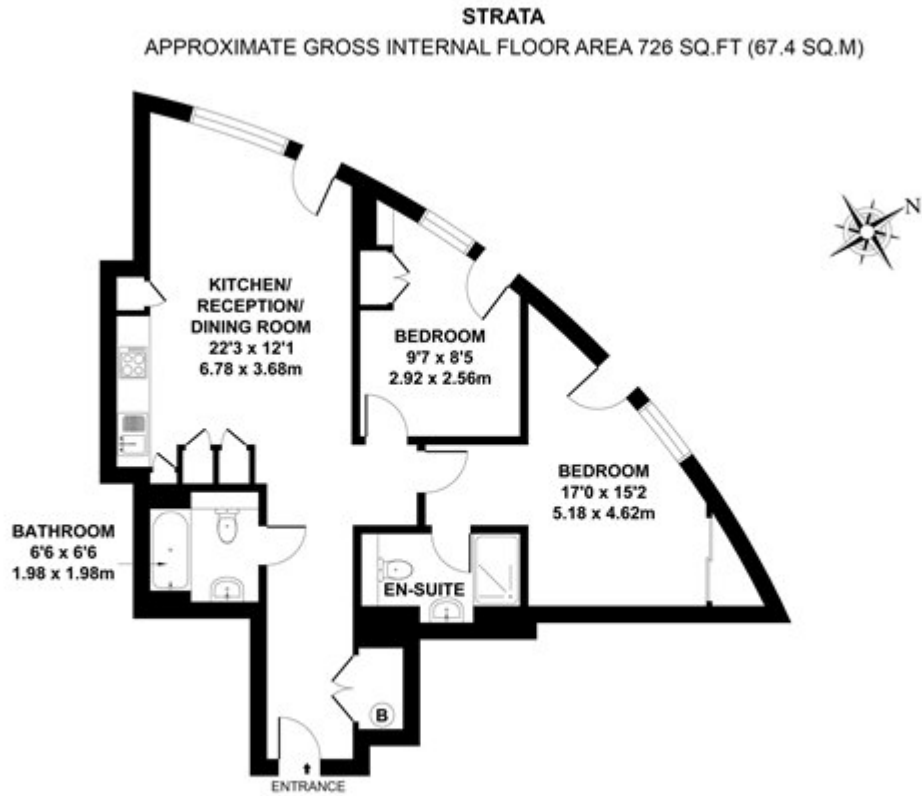 STRATA
APPROXIMATE GROSS INTERNAL FLOOR AREA 726 SQ.FT (67.4 SQ.M)
N
KITCHEN/
RECEPTION/
DINING ROOM
22'3 x 12'1
6.78 x 3.68m
BEDROOM
9'7 x 8'5
2.92 x 2.56m
BEDROOM
17'0 x 15'2
5.18 x 4.62m
BATHROOM
6'6 x 6'6
1.98 x 1.98m
EN-SUITE
B
ENTRANCE